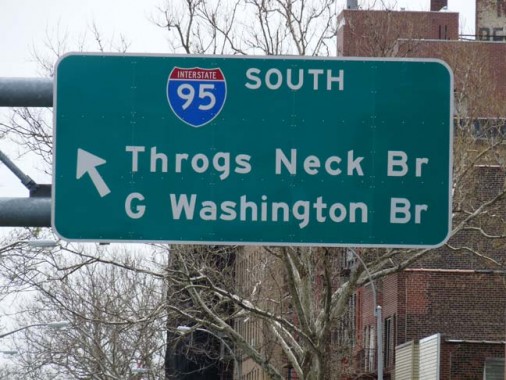 INTERSTATE
95 SOUTH
Throgs Neck Br
G Washington Br